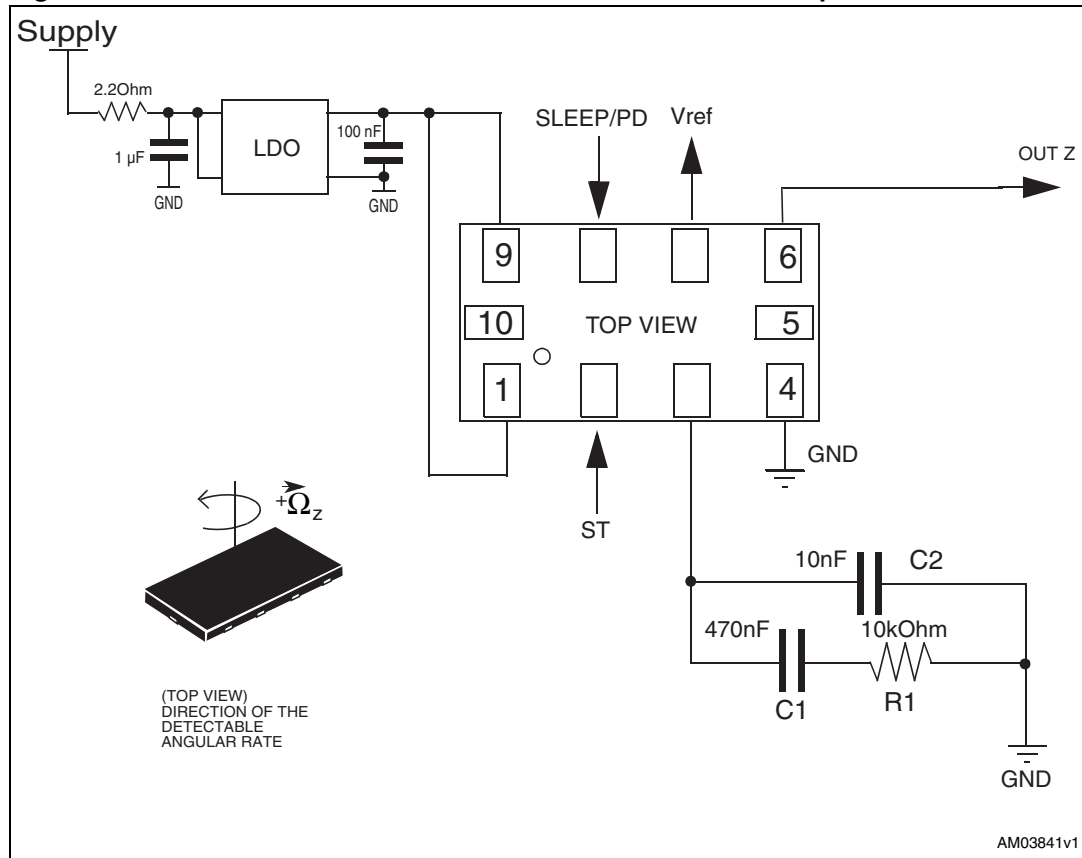 Supply
2.2Ohm
1 µF
GND
LDO
100 nF
GND
SLEEP/PD
Vref
OUT Z
9
6
10
TOP VIEW
5
1
4
GND
ST
+Ωz
10nF
C2
470nF
10kOhm
C1
R1
GND
(TOP VIEW)
DIRECTION OF THE
DETECTABLE
ANGULAR RATE
AM03841v1